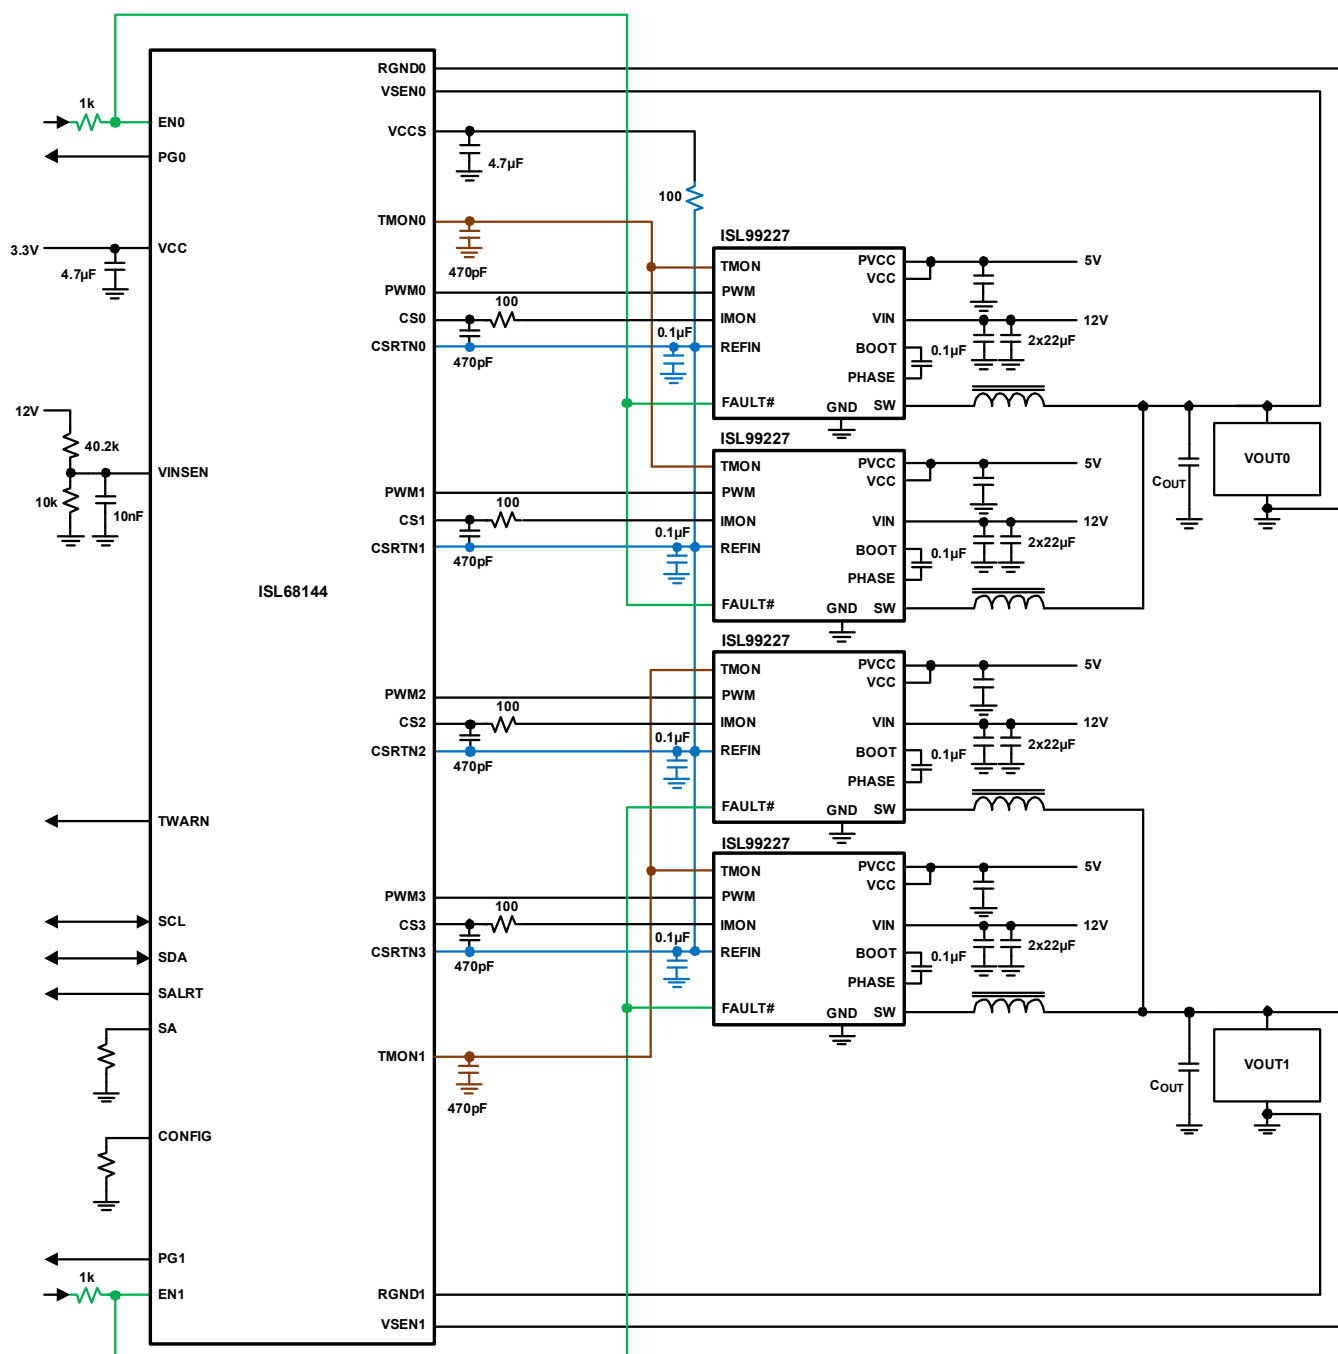 RGND0
VSEN0
1k
EN0
VCCS
PG0
4.7µF
100
TMON0
ISL99227
3.3V
VCC
4.7µF
470pF
TMON
PVCC
VCC
5V
PWM0
PWM
100
CS0
IMON
VIN
12V
0.1µF
2x22µF
CSRTN0
REFIN
BOOT
0.1µF
470pF
PHASE
FAULT#
GND
SW
12V
40.2k
ISL99227
VINSEN
TMON
PVCC
VCC
5V
VOUT0
COUT
10k
10nF
PWM1
PWM
100
CS1
IMON
VIN
12V
0.1µF
2x22µF
CSRTN1
REFIN
BOOT
0.1µF
470pF
PHASE
ISL68144
FAULT#
GND
SW
ISL99227
TMON
PVCC
VCC
5V
PWM2
PWM
100
CS2
IMON
VIN
12V
0.1µF
2x22µF
CSRTN2
REFIN
BOOT
0.1µF
470pF
PHASE
FAULT#
GND
SW
TWARN
ISL99227
TMON
PVCC
VCC
5V
PWM3
PWM
100
SCL
CS3
IMON
VIN
12V
0.1µF
2x22µF
SDA
CSRTN3
REFIN
BOOT
0.1µF
470pF
PHASE
SALRT
FAULT#
GND
SW
SA
TMON1
470pF
VOUT1
COUT
CONFIG
PG1
1k
EN1
RGND1
VSEN1